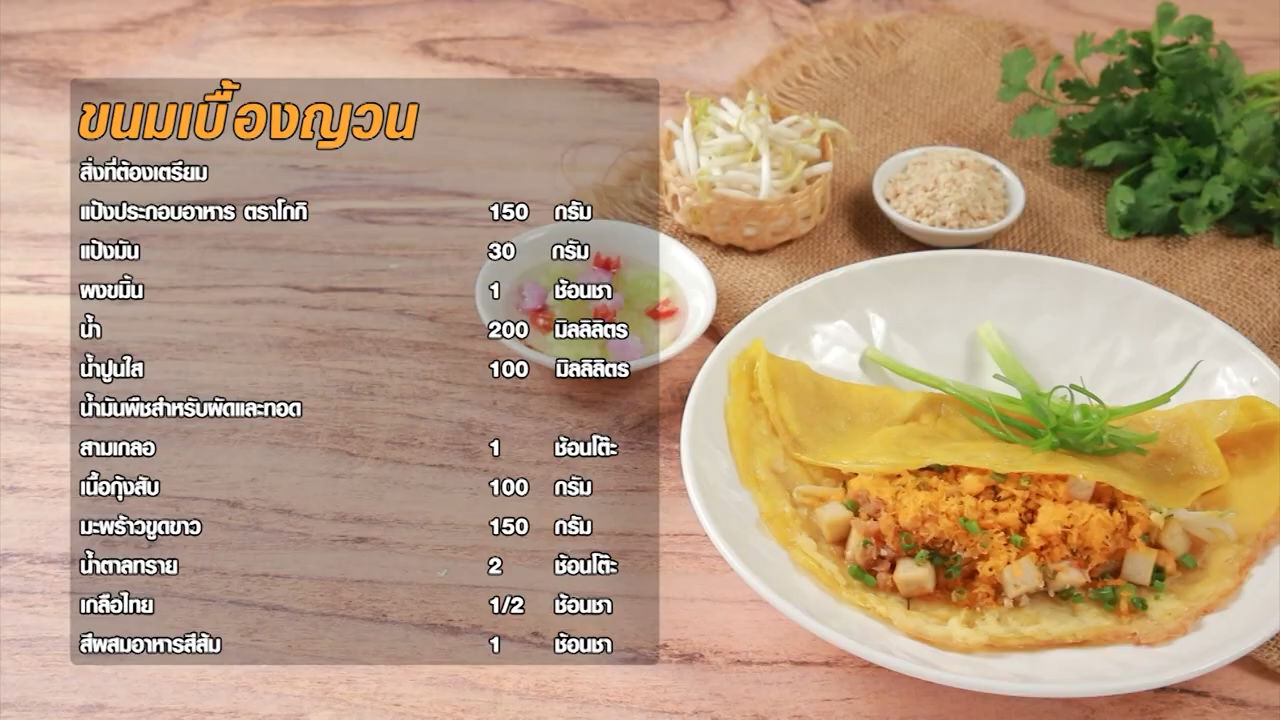 ขนมเบื้องญวน
สิ่งที่ต้องเตรียม
แป้งประกอบอาหาร ตราโกกิ 150 กรัม
แป้งมัน 30 กรัม
ผงขมิ้น 1 ช้อนชา
น้ำ 200 มิลลิลิตร
น้ำปูนใส 100 มิลลิลิตร
น้ำมันพืชสำหรับผัดและทอด
สามเกลอ 1 ช้อนโต๊ะ
เนื้อกุ้งสับ 100 กรัม
มะพร้าวขูดขาว 150 กรัม
น้ำตาลทราย 2 ช้อนโต๊ะ
เกลือไทย 1/2 ช้อนชา
สีผสมอาหารสีส้ม 1 ช้อนชา